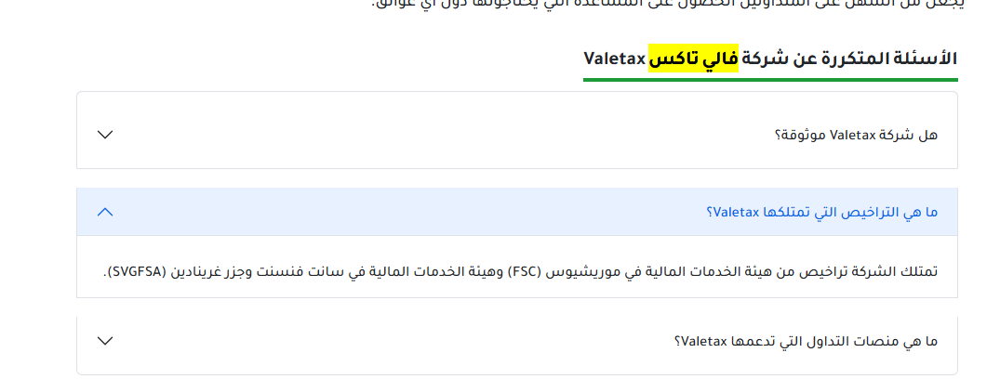 يجعل من السهل على المتداولين الحصول على المساعدة التي يحتاجونها دون أي عوائق.
الأسئلة المتكررة عن شركة فالي تاكس Valetax
هل شركة Valetax موثوقة؟
ما هي التراخيص التي تمتلكها Valetax؟
تمتلك الشركة تراخيص من هيئة الخدمات المالية في موريشيوس (FSC) وهيئة الخدمات المالية في سانت فنسنت وجزر غرينادين (SVGFSA).
ما هي منصات التداول التي تدعمها Valetax؟